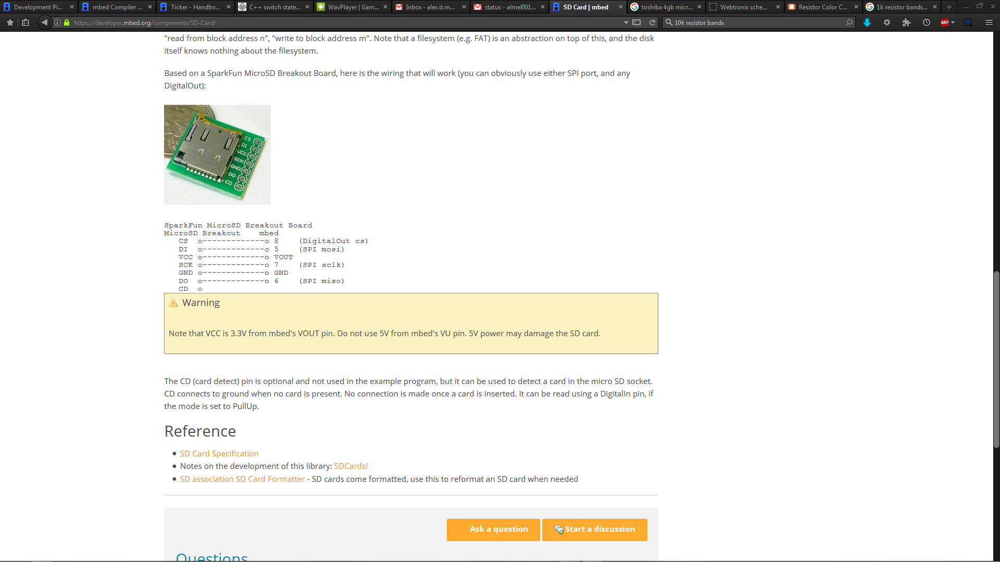 Development Pl...
mbed Compiler ...
Ticker - Handbo...
C++ switch state...
WavPlayer | Gam...
Inbox - alex.d.m...
status - almel001...
SD Card | mbed
toshiba 4gb micr...
Webtronix sche...
Resistor Color C...
1k resistor bands...
https://developer.mbed.org/components/SD-Card/
10k resistor bands
ABP
"read from block address n", "write to block address m". Note that a filesystem (e.g. FAT) is an abstraction on top of this, and the disk
itself knows nothing about the filesystem.
Based on a SparkFun MicroSD Breakout Board, here is the wiring that will work (you can obviously use either SPI port, and any
DigitalOut):
CS
DI
VCC
SCK
GND
DO
CD
SparkFun MicroSD Breakout Board
MicroSD Breakout    mbed
   CS  o-------------o 8    (DigitalOut cs)
   DI  o-------------o 5    (SPI mosi)
   VCC o-------------o VOUT
   SCK o-------------o 7    (SPI sclk)
   GND o-------------o GND
   DO  o-------------o 6    (SPI miso)
   CD  o
Warning
Note that VCC is 3.3V from mbed's VOUT pin. Do not use 5V from mbed's VU pin. 5V power may damage the SD card.
The CD (card detect) pin is optional and not used in the example program, but it can be used to detect a card in the micro SD socket.
CD connects to ground when no card is present. No connection is made once a card is inserted. It can be read using a DigitalIn pin, if
the mode is set to PullUp.
Reference
• SD Card Specification
• Notes on the development of this library: SDCards!
• SD association SD Card Formatter - SD cards come formatted, use this to reformat an SD card when needed
Ask a question
Start a discussion
Questions